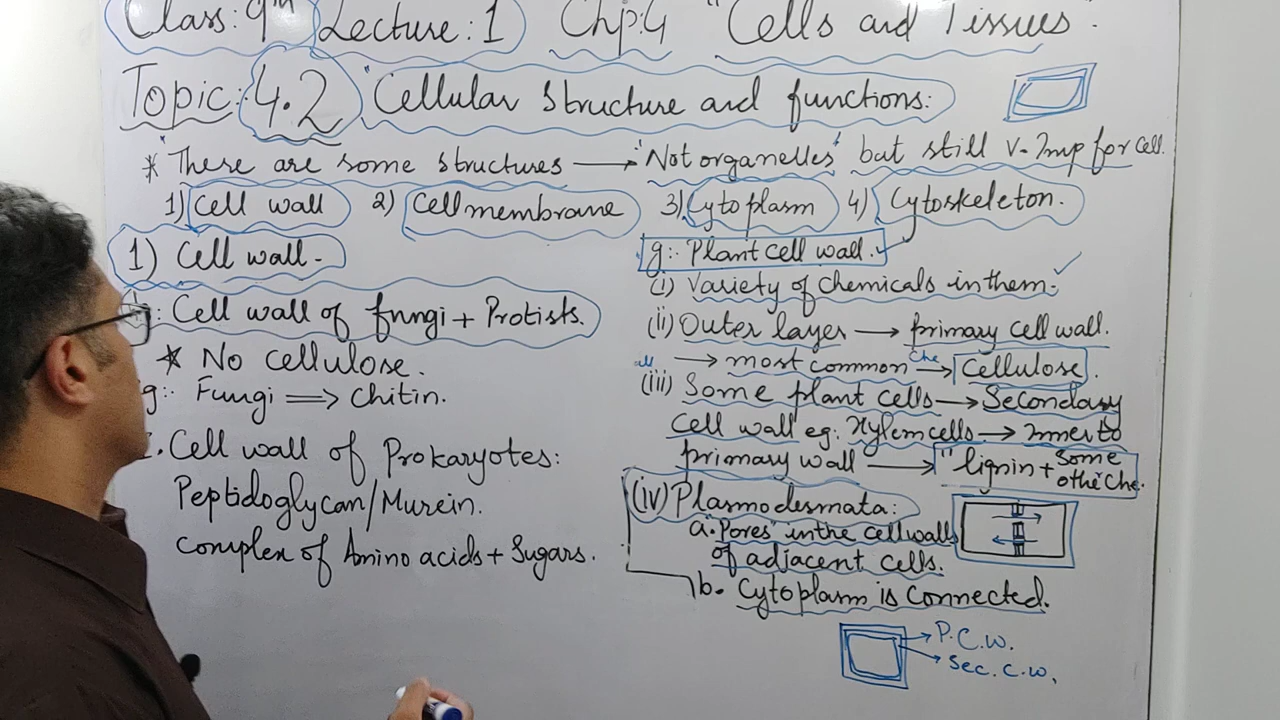 Class: 9th Lecture: 1 Chp: 4 "Cells and Tissues".
Topic: 4.2 "Cellular Structure and functions:
* These are some structures → 'Not organelles' but still v. Imp for cell.
1) Cell wall 2) Cell membrane 3) Cytoplasm 4) Cytoskeleton.
1) Cell wall.
: Cell wall of fungi + Protists.
* No cellulose.
g:. Fungi ⇒ chitin.
. Cell wall of Prokaryotes:
Peptidoglycan/Murein.
complex of Amino acids + Sugars.
g:. Plant cell wall.
(i) Variety of chemicals in them.
(ii) Outer layer → primary cell wall.
→ most common Che → Cellulose.
(iii) Some plant cells → Secondary
Cell wall eg: Xylem cells → inner to
primary wall → "lignin + Some
othe Che.
(iv) Plasmodesmata:
a. 'Pores' in the cell walls
of adjacent cells.
b. Cytoplasm is connected.
P.C.W.
Sec. C.W.